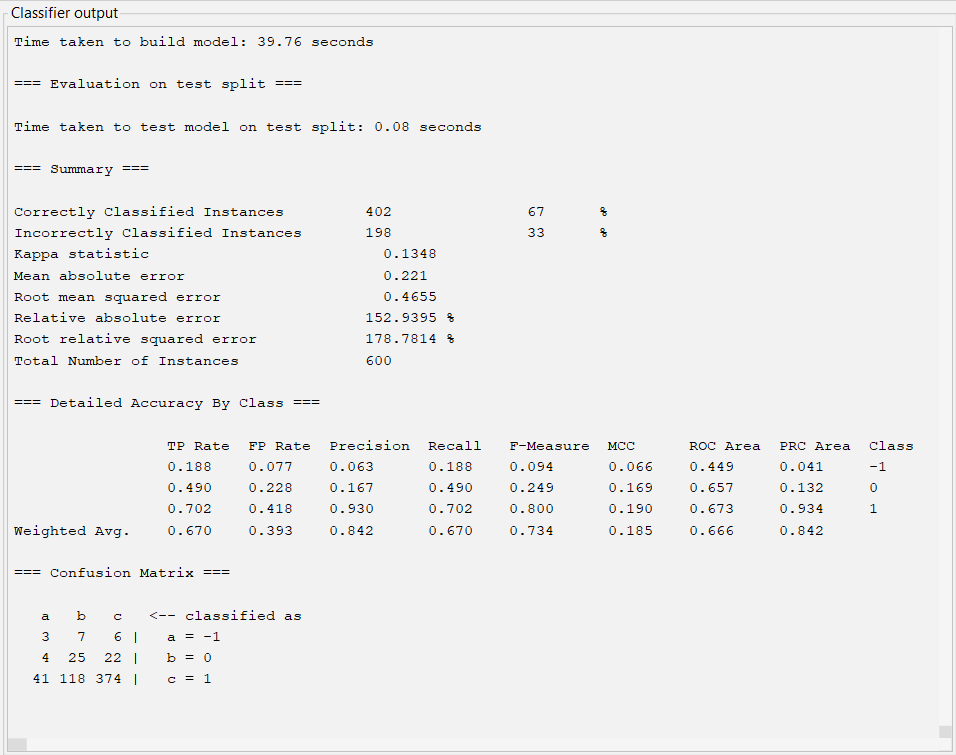 Classifier output
Time taken to build model: 39.76 seconds
=== Evaluation on test split ===
Time taken to test model on test split: 0.08 seconds
=== Summary ===
Correctly Classified Instances 402 67 %
Incorrectly Classified Instances 198 33 %
Kappa statistic 0.1348
Mean absolute error 0.221
Root mean squared error 0.4655
Relative absolute error 152.9395 %
Root relative squared error 178.7814 %
Total Number of Instances 600
=== Detailed Accuracy By Class ===
TP Rate FP Rate Precision Recall F-Measure MCC ROC Area PRC Area Class
0.188 0.077 0.063 0.188 0.094 0.066 0.449 0.041 -1
0.490 0.228 0.167 0.490 0.249 0.169 0.657 0.132 0
0.702 0.418 0.930 0.702 0.800 0.190 0.673 0.934 1
Weighted Avg. 0.670 0.393 0.842 0.670 0.734 0.185 0.666 0.842
=== Confusion Matrix ===
a b c <-- classified as
3 7 6 | a = -1
4 25 22 | b = 0
41 118 374 | c = 1